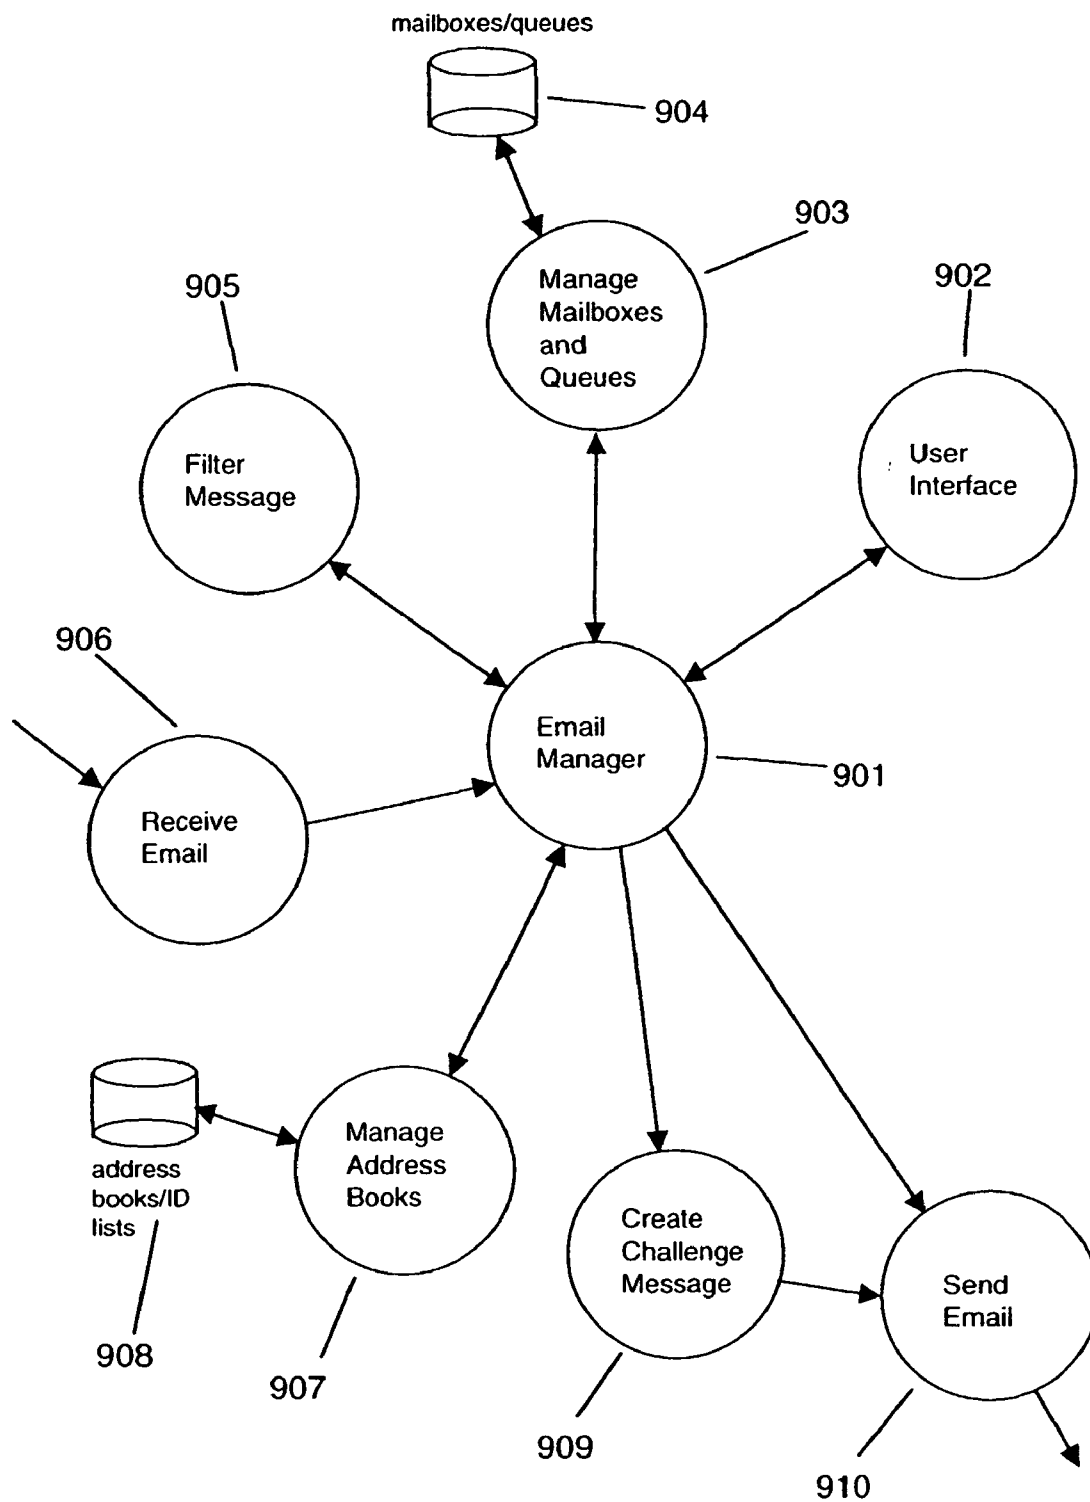 mailboxes/queues
904
903
902
905
Manage
Mailboxes
and
Queues
User
Interface
Filter
Message
906
Email
Manager
901
Receive
Email
address
books/ID
lists
Manage
Address
Books
Create
Challenge
Message
Send
Email
908
907
909
910